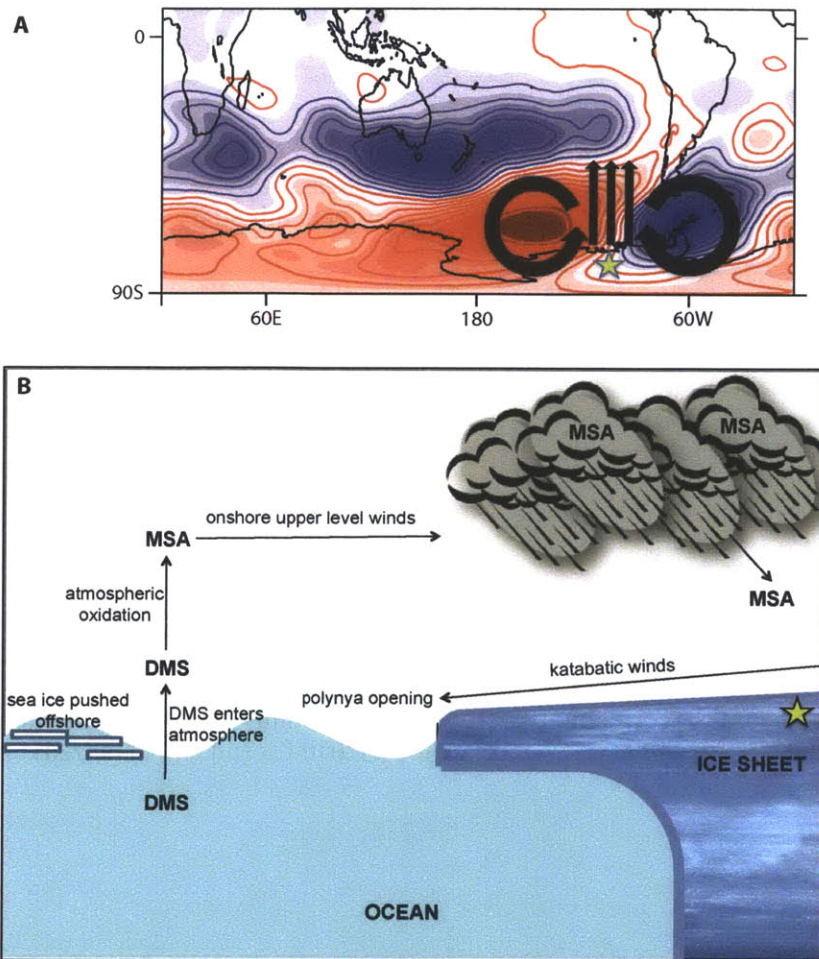 A
0
90S
60E
180
60W
B
MSA
MSA
onshore upper level winds
MSA
atmospheric
oxidation
MSA
DMS
katabatic winds
sea ice pushed
offshore
polynya opening
DMS enters
atmosphere
ICE SHEET
DMS
OCEAN